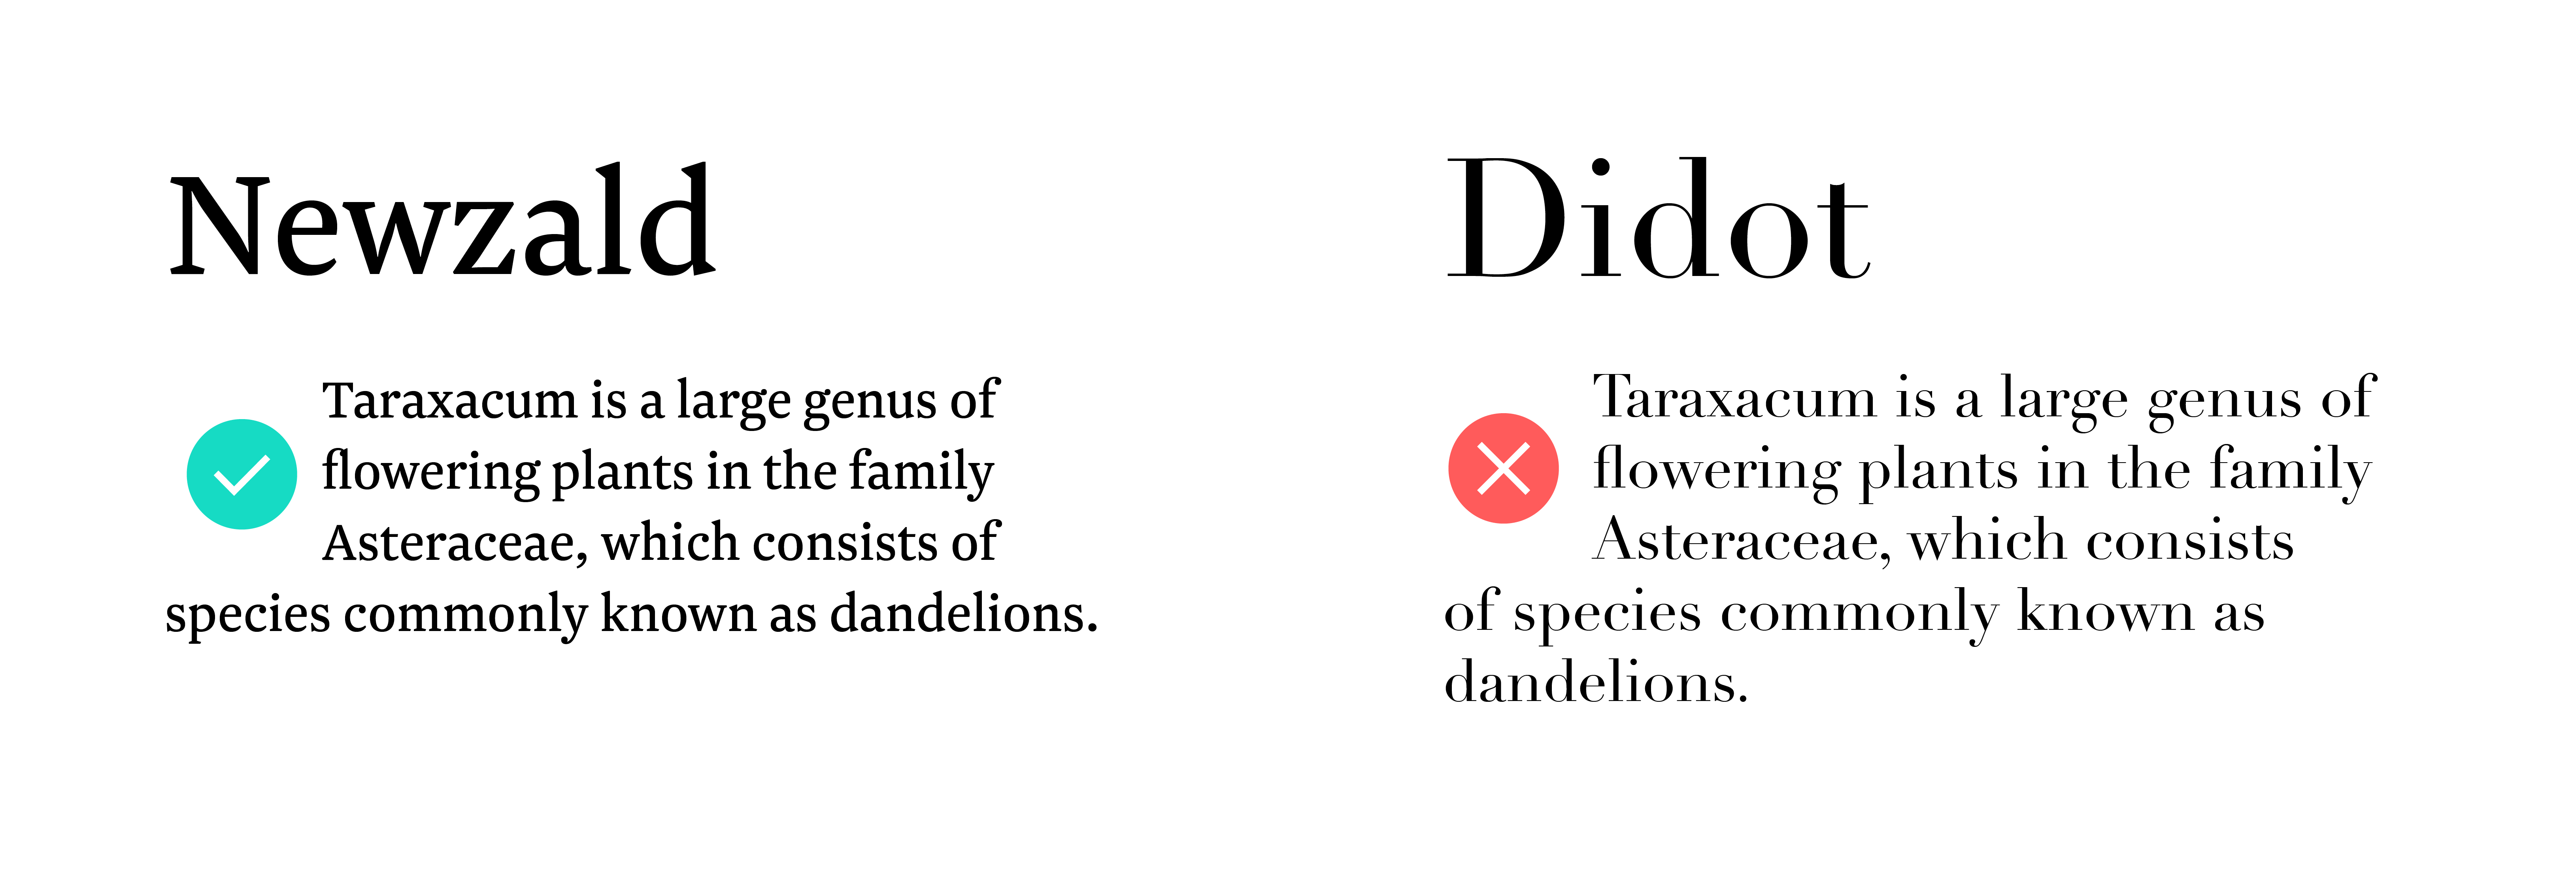 Newzald
Taraxacum is a large genus of
flowering plants in the family
Asteraceae, which consists of
species commonly known as dandelions.
Didot
Taraxacum is a large genus of
flowering plants in the family
Asteraceae, which consists
of species commonly known as
dandelions.